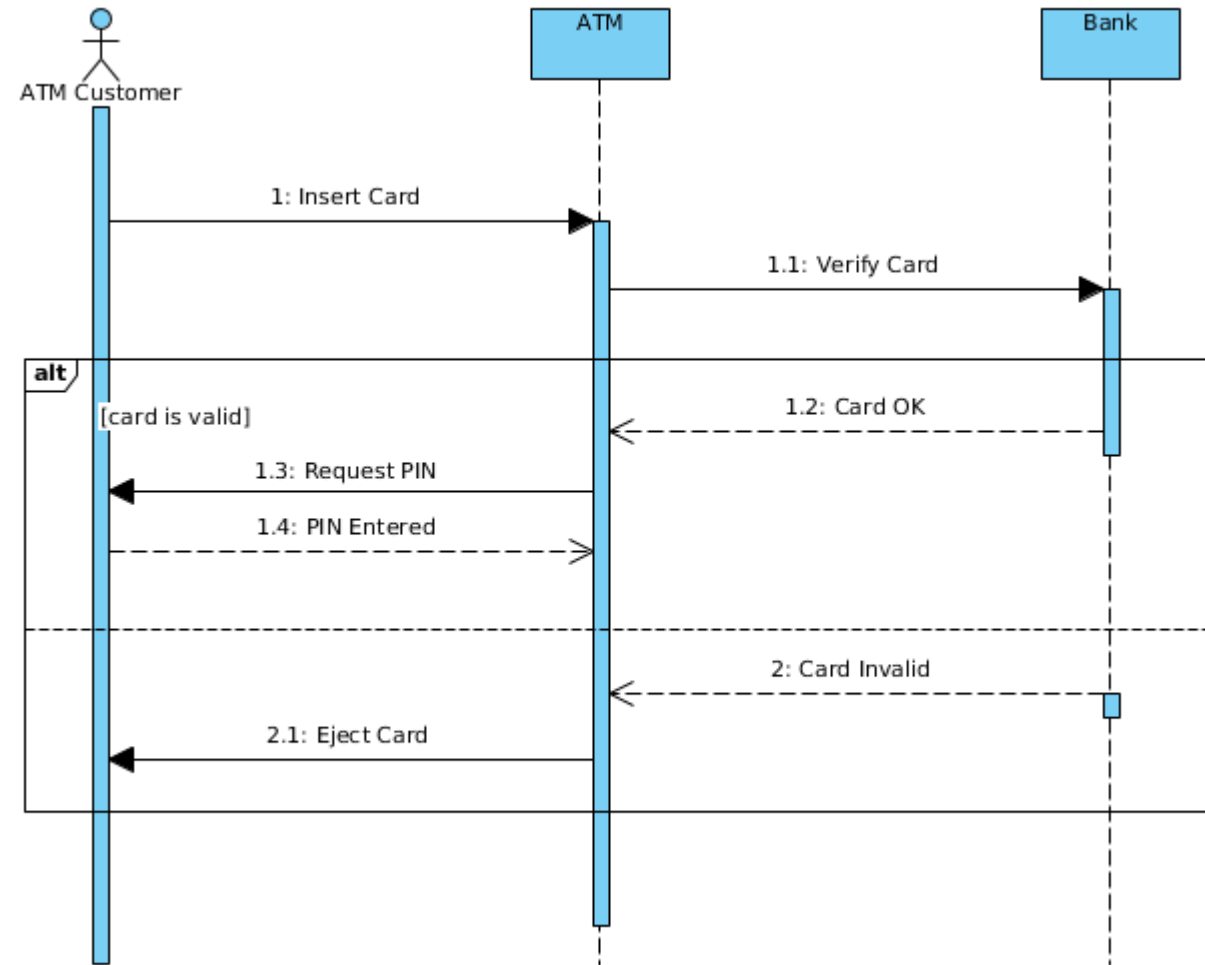 ATM
Bank
ATM Customer
1: Insert Card
1.1: Verify Card
alt
[card is valid]
1.2: Card OK
1.3: Request PIN
1.4: PIN Entered
2: Card Invalid
2.1: Eject Card